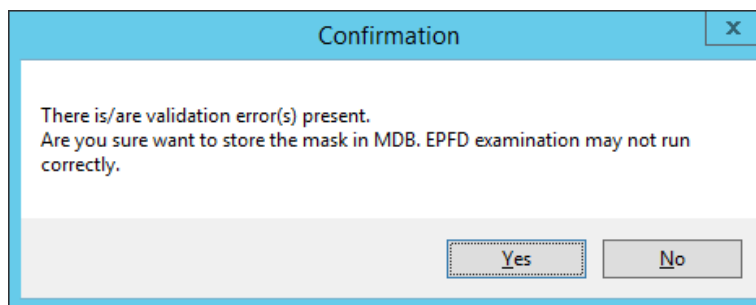 Confirmation
x
There is/are validation error(s) present.
Are you sure want to store the mask in MDB. EPFD examination may not run
correctly.
Yes
No